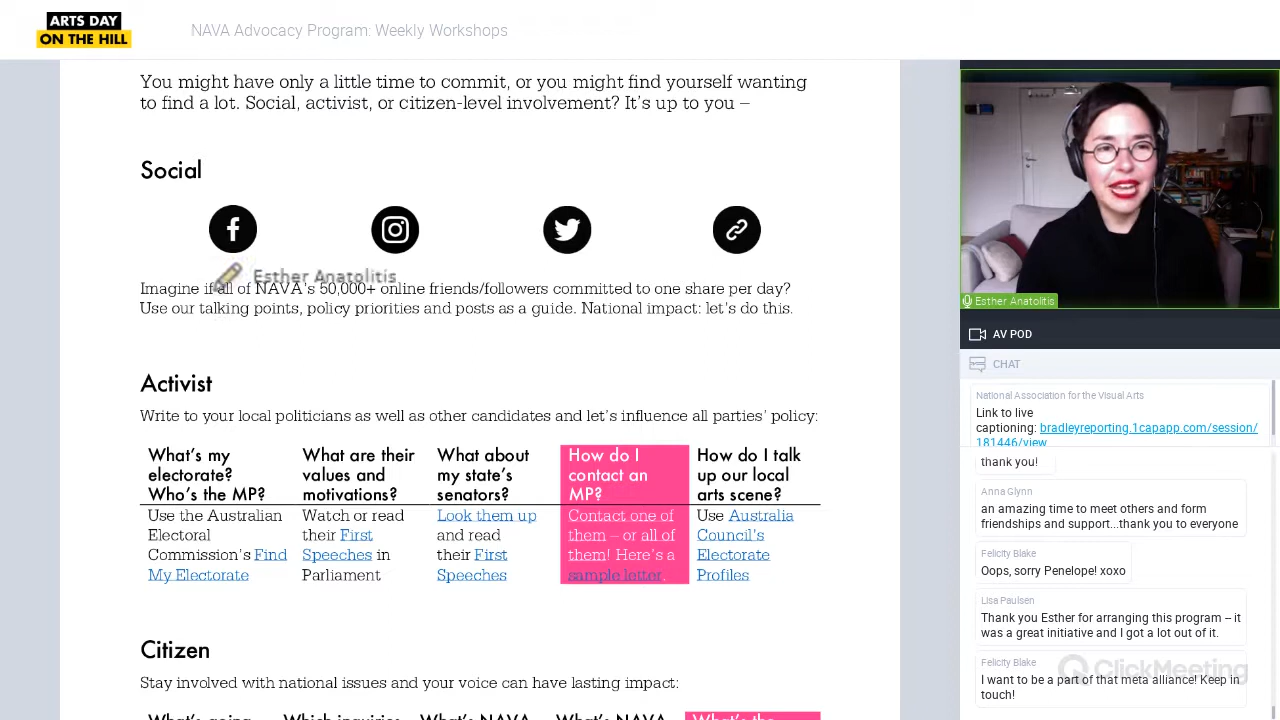 ARTS DAY
ON THE HILL
NAVA Advocacy Program: Weekly Workshops
You might have only a little time to commit, or you might find yourself wanting
to find a lot. Social, activist, or citizen-level involvement? It's up to you –
Social
Esther Anatolitis
Imagine if all of NAVA's 50,000+ online friends/followers committed to one share per day?
Use our talking points, policy priorities and posts as a guide. National impact: let's do this.
Activist
Write to your local politicians as well as other candidates and let's influence all parties' policy:
What's my
electorate?
Who's the MP?
Use the Australian
Electoral
Commission's Find
My Electorate
What are their
values and
motivations?
Watch or read
their First
Speeches in
Parliament
What about
my state's
senators?
Look them up
and read
their First
Speeches
How do I
contact an
MP?
Contact one of
them – or all of
them! Here's a
sample letter.
How do I talk
up our local
arts scene?
Use Australia
Council's
Electorate
Profiles
Citizen
Stay involved with national issues and your voice can have lasting impact:
What's going
Which inquiries
What's NAVA
What's NAVA
What's the
Esther Anatolitis
AV POD
CHAT
National Association for the Visual Arts
Link to live
captioning: bradleyreporting.1capapp.com/session/
181446/view
thank you!
Anna Glynn
an amazing time to meet others and form
friendships and support...thank you to everyone
Felicity Blake
Oops, sorry Penelope! xoxo
Lisa Paulsen
Thank you Esther for arranging this program – it
was a great initiative and I got a lot out of it.
Felicity Blake
I want to be a part of that meta alliance! Keep in
touch!
ClickMeeting